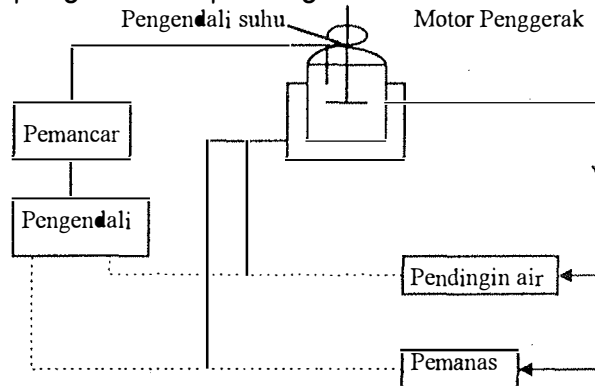 Pengendali suhu
Motor Penggerak
Pemancar
Pengendali
Pendingin air
Pemanas